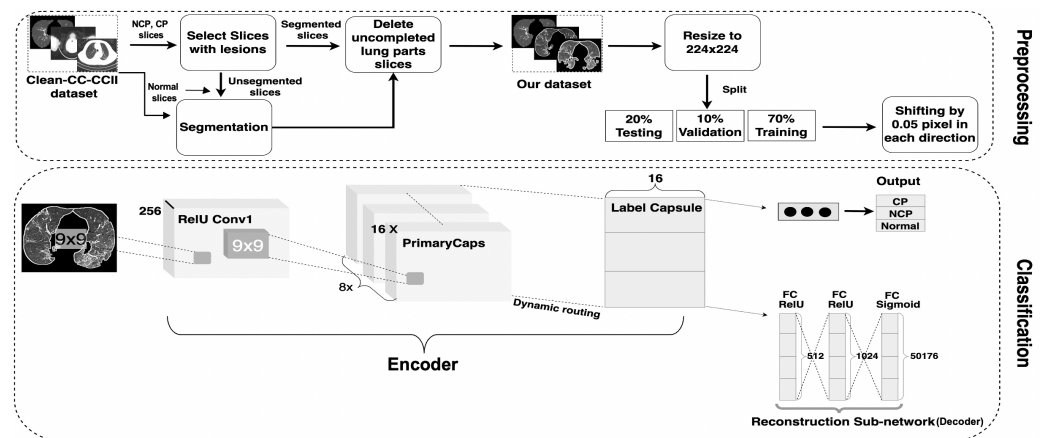 NCP, CP
slices
Select Slices
with lesions
Segmented
slices
Delete
uncompleted
lung parts
slices
Resize to
224x224
Clean-CC-CCII
dataset
Normal
slices
Unsegmented
slices
Segmentation
Our dataset
Split
20%
Testing
10%
Validation
70%
Training
Shifting by
0.05 pixel in
each direction
Preprocessing
9x9
256
RelU Conv1
9x9
16 X
PrimaryCaps
8x
Dynamic routing
16
Label Capsule
Output
CP
NCP
Normal
Encoder
FC
ReLU
FC
ReLU
FC
Sigmoid
512
1024
50176
Reconstruction Sub-network(Decoder)
Classification